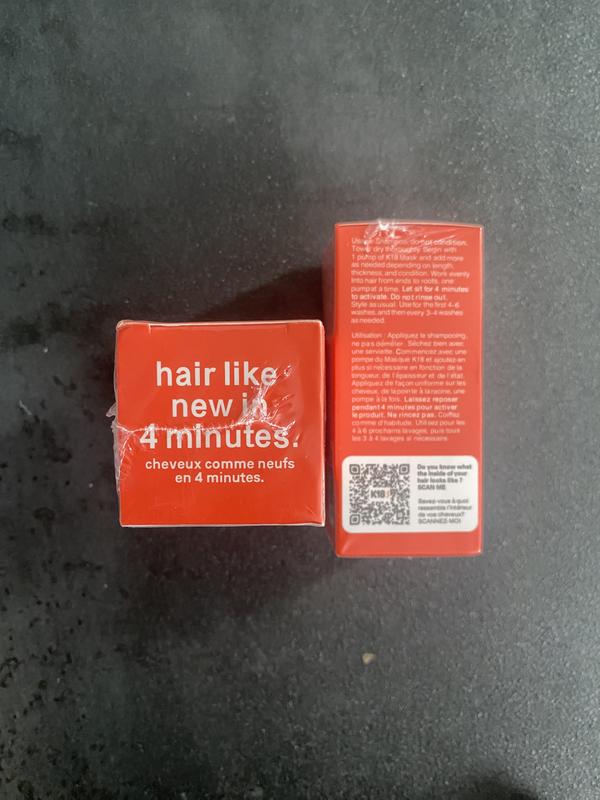 hair like
new in
4 minutes.
cheveux comme neufs
en 4 minutes.
Shampoo, do not condition.
Towel dry thoroughly. Begin with
1 pump of K18 Mask and add more
as needed depending on length,
thickness, and condition. Work evenly
into hair from ends to roots, one
pump at a time. Let sit for 4 minutes
to activate. Do not rinse out.
Style as usual. Use for the first 4-6
washes, and then every 3-4 washes
as needed.
Utilisation : Appliquez le shampooing,
ne pas démêler. Séchez bien avec
une serviette. Commencez avec une
pompe du Masque K18 et ajoutez-en
plus si nécessaire en fonction de la
longueur, de l'épaisseur et de l'état.
Appliquez de façon uniforme sur les
cheveux, de la pointe à la racine, une
pompe à la fois. Laissez reposer
pendant 4 minutes pour activer
le produit. Ne rincez pas. Coiffez
comme d'habitude. Utilisez pour les
4 à 6 prochains lavages, puis tous
les 3 à 4 lavages si nécessaire.
K18
Do you know what
the inside of your
hair looks like ?
SCAN ME
Savez-vous à quoi
ressemble l'intérieur
de vos cheveux?
SCANNEZ-MOI